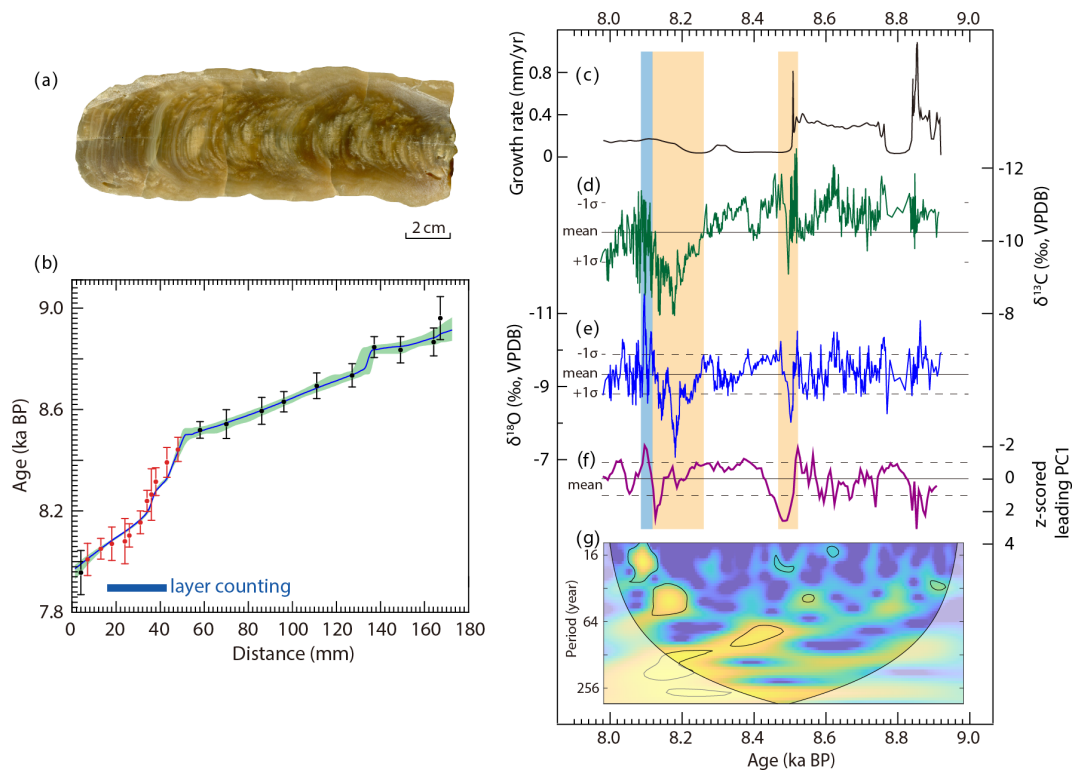 (a)
2 cm
(b)
9.0
8.6
8.2
7.8
Age (ka BP)
layer counting
0 20 40 60 80 100 120 140 160 180
Distance (mm)
8.0 8.2 8.4 8.6 8.8 9.0
(c)
0.8
0.4
0
Growth rate (mm/yr)
(d)
-1σ
mean
+1σ
-12
-10
-8
δ¹³C (‰, VPDB)
(e)
-1σ
mean
+1σ
-11
-9
-7
δ¹⁸O (‰, VPDB)
(f)
mean
-2
0
2
4
z-scored
leading PC1
(g)
16
64
256
Period (year)
8.0 8.2 8.4 8.6 8.8 9.0
Age (ka BP)